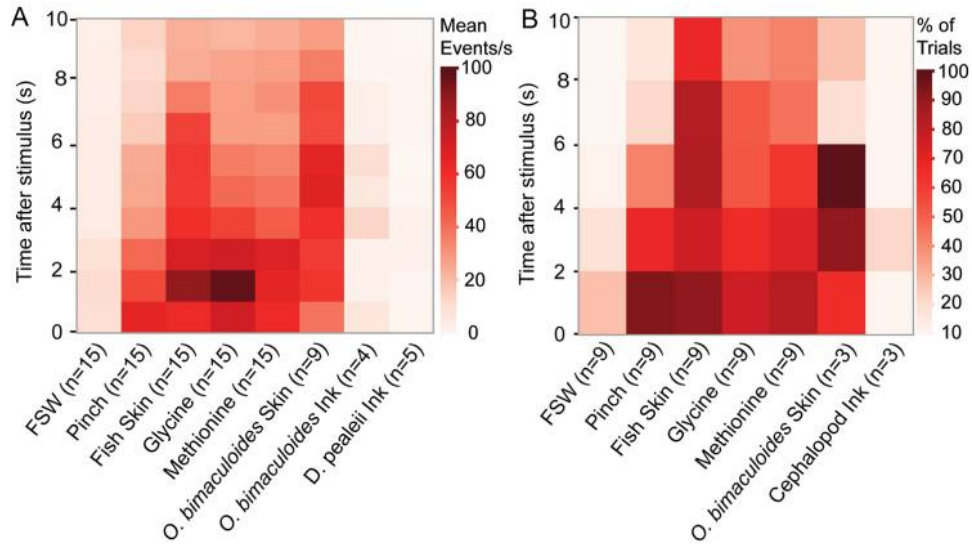 A
Mean
Events/s
100
80
60
40
20
0
Time after stimulus (s)
10
8
6
4
2
0
FSW (n=15)
Pinch (n=15)
Fish Skin (n=15)
Glycine (n=15)
Methionine (n=15)
O. bimaculoides Skin (n=9)
O. bimaculoides Ink (n=4)
D. pealeii Ink (n=5)
B
% of
Trials
100
90
80
70
60
50
40
30
20
10
Time after stimulus (s)
10
8
6
4
2
0
FSW (n=9)
Pinch (n=9)
Fish Skin (n=9)
Glycine (n=9)
Methionine (n=9)
O. bimaculoides Skin (n=3)
Cephalopod Ink (n=3)